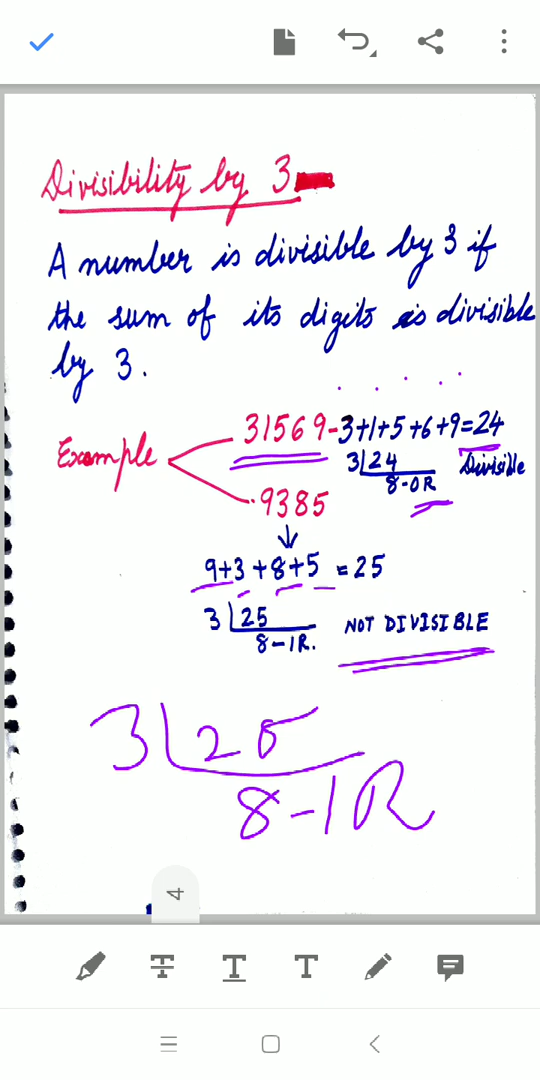 Divisibility by 3
A number is divisible by 3 if
the sum of its digits is divisible
by 3.
Example
31569-3+1+5+6+9=24
3 24 Divisible
8-0R
9385
9+3+8+5=25
3 25 NOT DIVISIBLE
8-1R.
3 25
8-1R
4
T T T